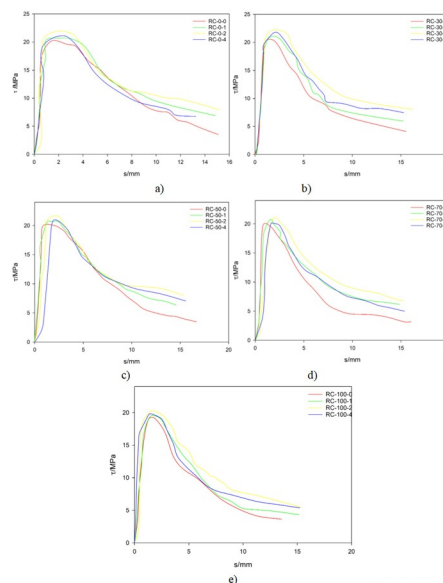 25
20
15
10
5
0
τ/MPa
RC-0-0
RC-0-1
RC-0-2
RC-0-4
0 2 4 6 8 10 12 14 16
s/mm
a)
25
20
15
10
5
0
τ/MPa
RC-30-
RC-30-
RC-30-
RC-30-
0 5 10 15
s/mm
b)
25
20
15
10
5
0
τ/MPa
RC-50-0
RC-50-1
RC-50-2
RC-50-4
0 5 10 15 20
s/mm
c)
25
20
15
10
5
0
τ/MPa
RC-70-
RC-70-
RC-70-
RC-70-
0 5 10 15
s/mm
d)
20
15
10
5
0
τ/MPa
RC-100-0
RC-100-1
RC-100-2
RC-100-4
0 5 10 15 20
s/mm
e)